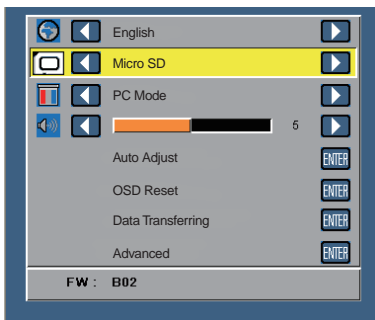 English
Micro SD
PC Mode
5
Auto Adjust ENTER
OSD Reset ENTER
Data Transferring ENTER
Advanced ENTER
FW : B02